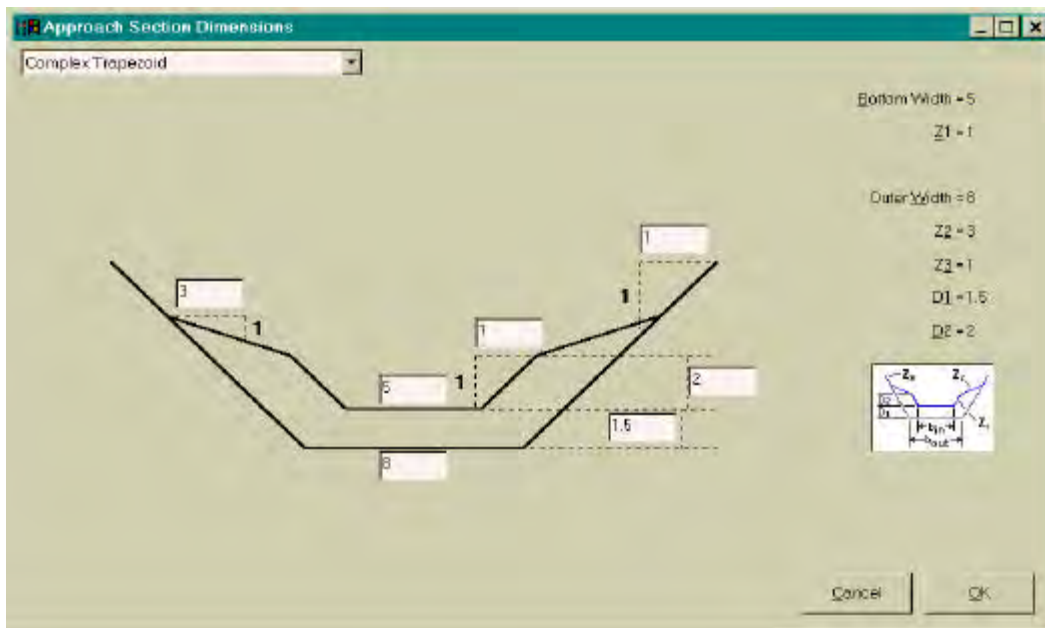 Approach Section Dimensions
Complex Trapezoid
Bottom Width = 5
Z1 = 1
Outer Width = 8
Z2 = 3
Z3 = 1
D1 = 1.5
D2 = 2
1
3
1
1
1
1
5
2
1.5
8
Cancel
OK